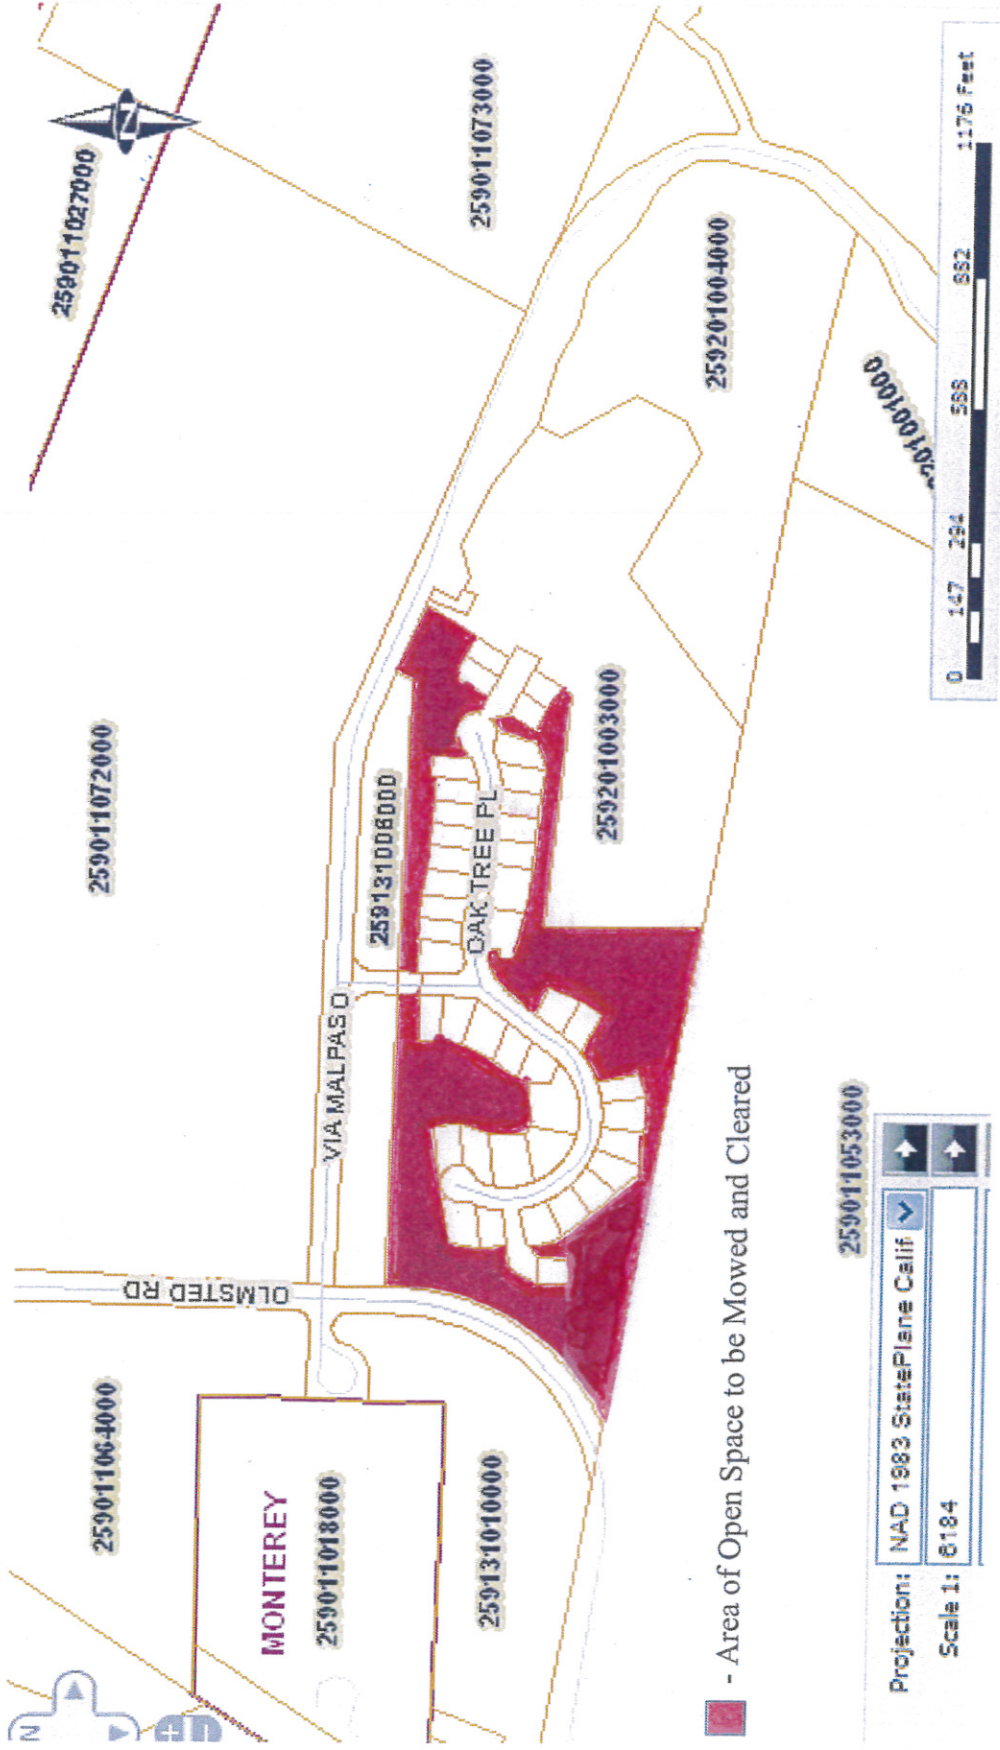 N
259011064000
MONTEREY
259011018000
259131010000
OLMSTED RD
VIA MALPASO
259011072000
259131006000
OAK TREE PL
259201003000
259011027000
N
259011073000
259201004000
201001000
- Area of Open Space to be Mowed and Cleared
259011053000
Projection: NAD 1983 StatePlane Calif
Scale 1: 6184
0 147 294 588 882 1176 Feet